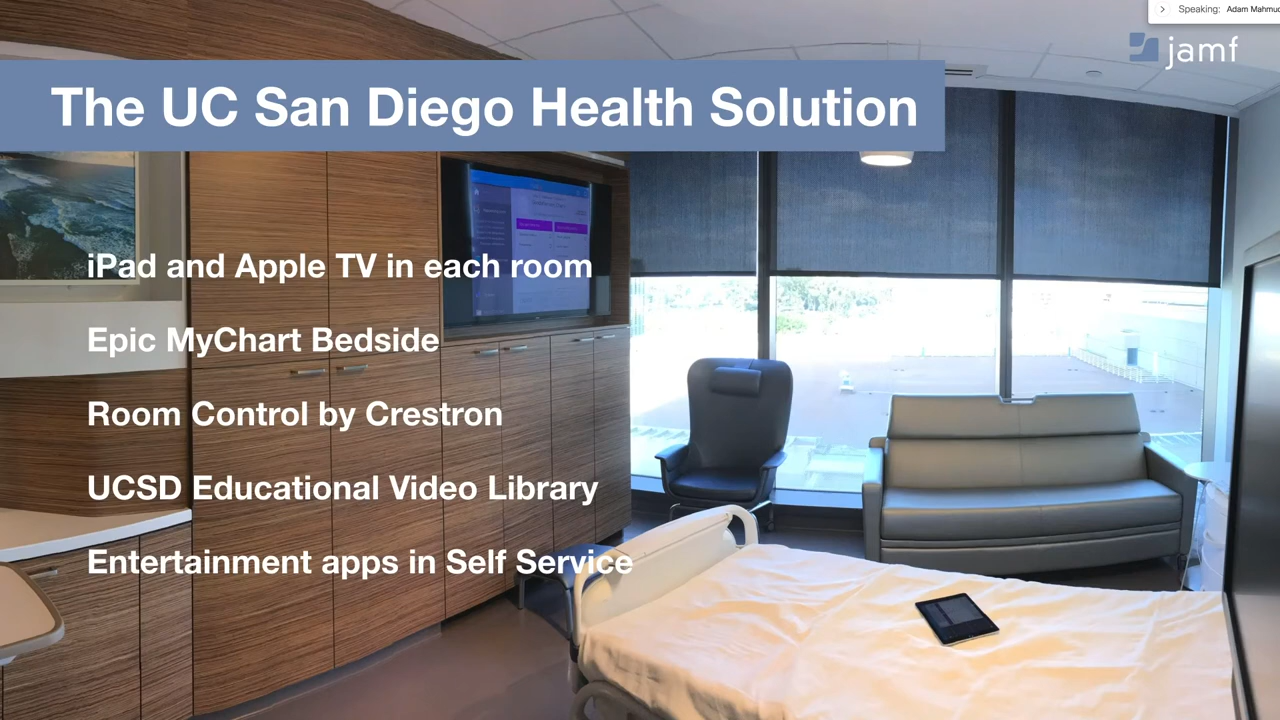 Speaking: Adam Mahmud
jamf
The UC San Diego Health Solution
iPad and Apple TV in each room
Epic MyChart Bedside
Room Control by Crestron
UCSD Educational Video Library
Entertainment apps in Self Service